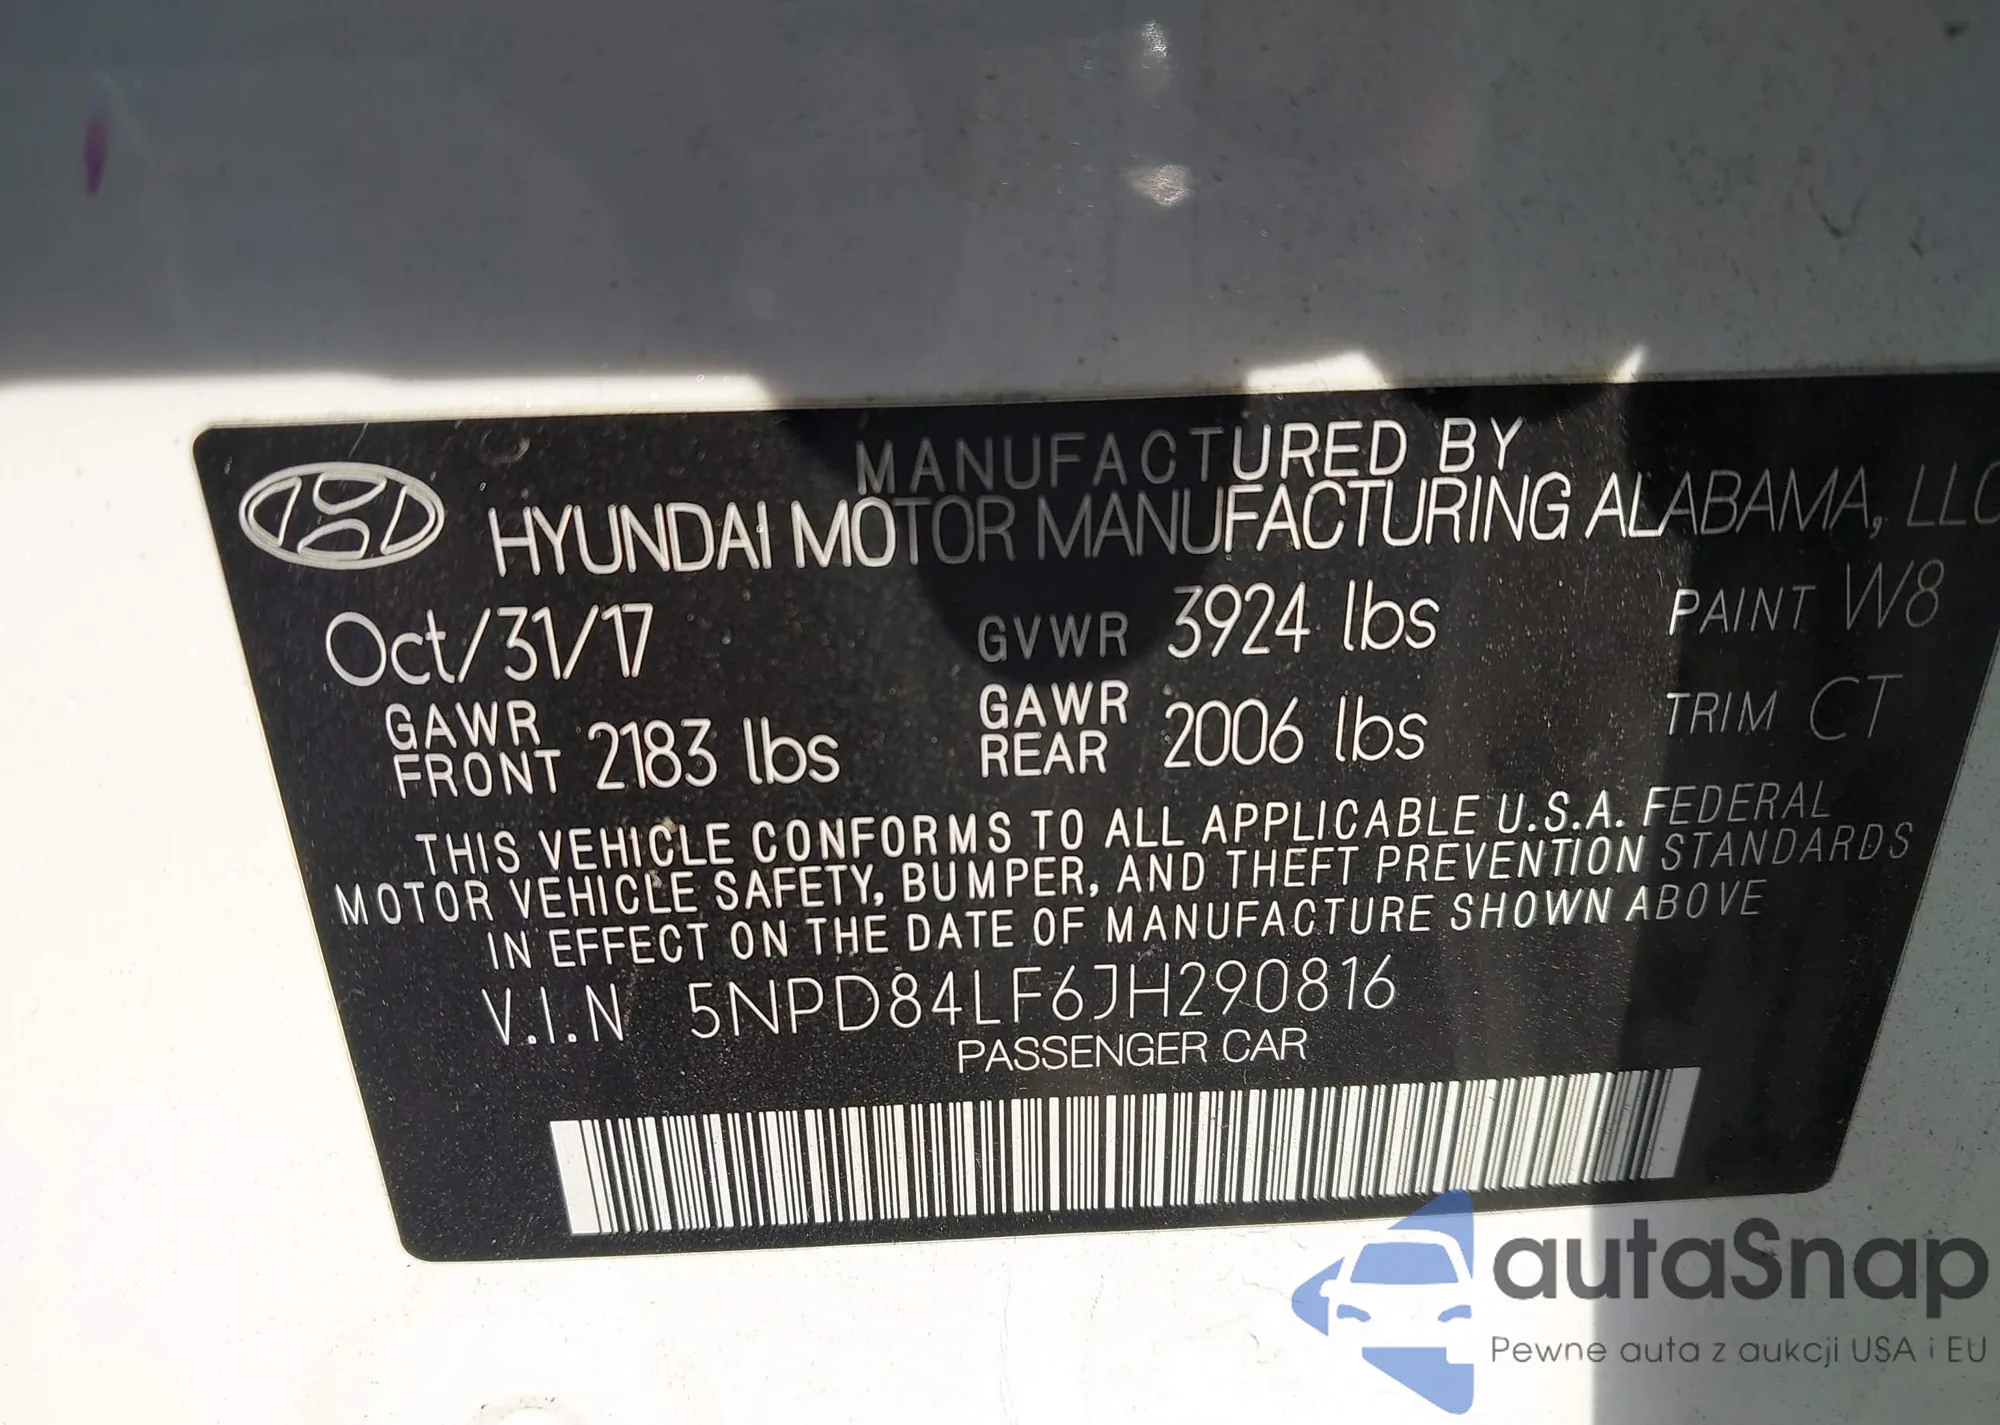 MANUFACTURED BY
HYUNDAI MOTOR MANUFACTURING ALABAMA, LLC
Oct/31/17 GVWR 3924 lbs PAINT W8
GAWR FRONT 2183 lbs GAWR REAR 2006 lbs TRIM CT
THIS VEHICLE CONFORMS TO ALL APPLICABLE U.S.A. FEDERAL
MOTOR VEHICLE SAFETY, BUMPER, AND THEFT PREVENTION STANDARDS
IN EFFECT ON THE DATE OF MANUFACTURE SHOWN ABOVE
V.I.N 5NPD84LF6JH290816
PASSENGER CAR
autaSnap
Pewne auta z aukcji USA i EU